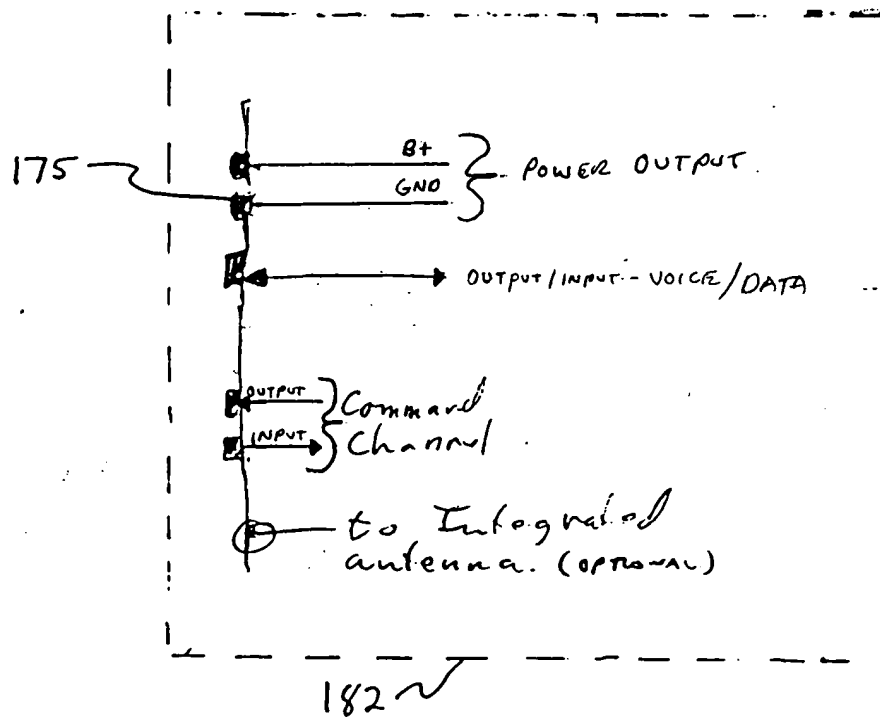 B+
175
POWER OUTPUT
GND
OUTPUT/INPUT - VOICE/DATA
OUTPUT
Command
INPUT
Channel
to Integrated
antenna. (OPTIONAL)
182